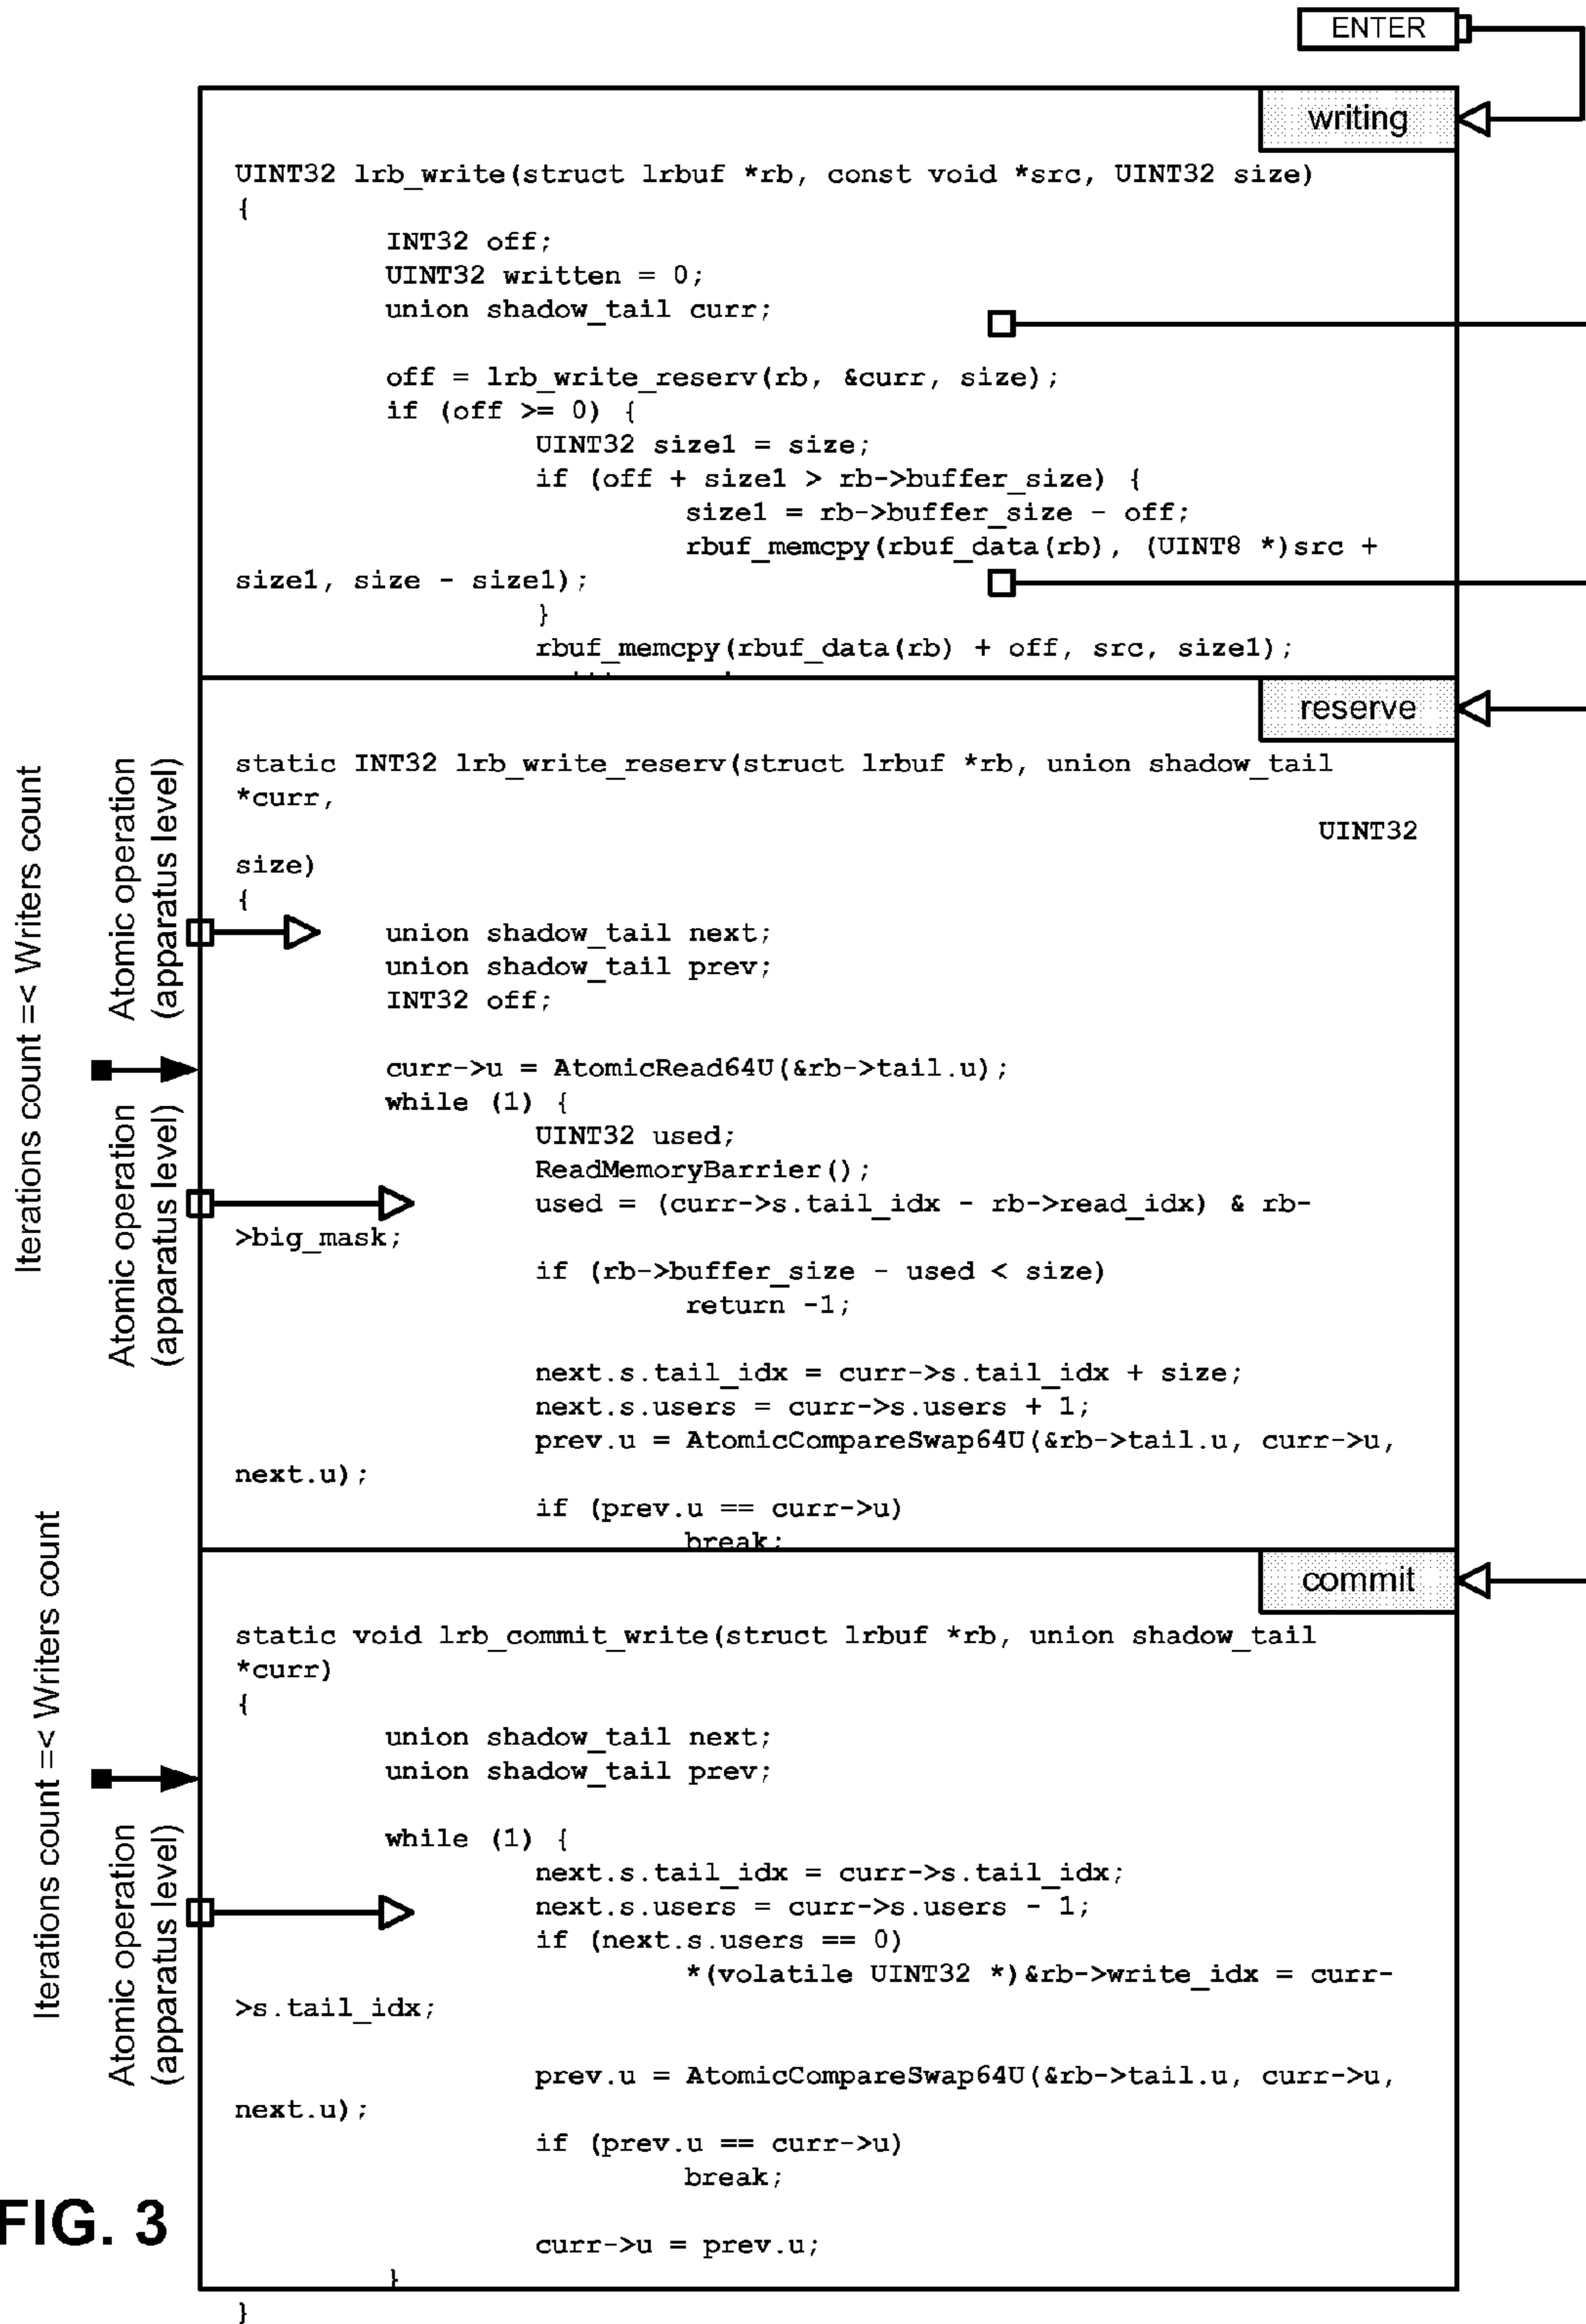 ENTER
writing
UINT32 lrb_write(struct lrbuf *rb, const void *src, UINT32 size)
{
INT32 off;
UINT32 written = 0;
union shadow_tail curr;
off = lrb_write_reserv(rb, &curr, size);
if (off >= 0) {
UINT32 size1 = size;
if (off + size1 > rb->buffer_size) {
size1 = rb->buffer_size - off;
rbuf_memcpy(rbuf_data(rb), (UINT8 *)src +
size1, size - size1);
}
rbuf_memcpy(rbuf_data(rb) + off, src, size1);
reserve
static INT32 lrb_write_reserv(struct lrbuf *rb, union shadow_tail
*curr,
UINT32
size)
{
union shadow_tail next;
union shadow_tail prev;
INT32 off;
curr->u = AtomicRead64U(&rb->tail.u);
while (1) {
UINT32 used;
ReadMemoryBarrier();
used = (curr->s.tail_idx - rb->read_idx) & rb-
>big_mask;
if (rb->buffer_size - used < size)
return -1;
next.s.tail_idx = curr->s.tail_idx + size;
next.s.users = curr->s.users + 1;
prev.u = AtomicCompareSwap64U(&rb->tail.u, curr->u,
next.u);
if (prev.u == curr->u)
break;
Iterations count =< Writers count
Atomic operation
(apparatus level)
Atomic operation
(apparatus level)
commit
static void lrb_commit_write(struct lrbuf *rb, union shadow_tail
*curr)
{
union shadow_tail next;
union shadow_tail prev;
while (1) {
next.s.tail_idx = curr->s.tail_idx;
next.s.users = curr->s.users - 1;
if (next.s.users == 0)
*(volatile UINT32 *)&rb->write_idx = curr-
>s.tail_idx;
prev.u = AtomicCompareSwap64U(&rb->tail.u, curr->u,
next.u);
if (prev.u == curr->u)
break;
curr->u = prev.u;
}
}
Iterations count =< Writers count
Atomic operation
(apparatus level)
FIG. 3